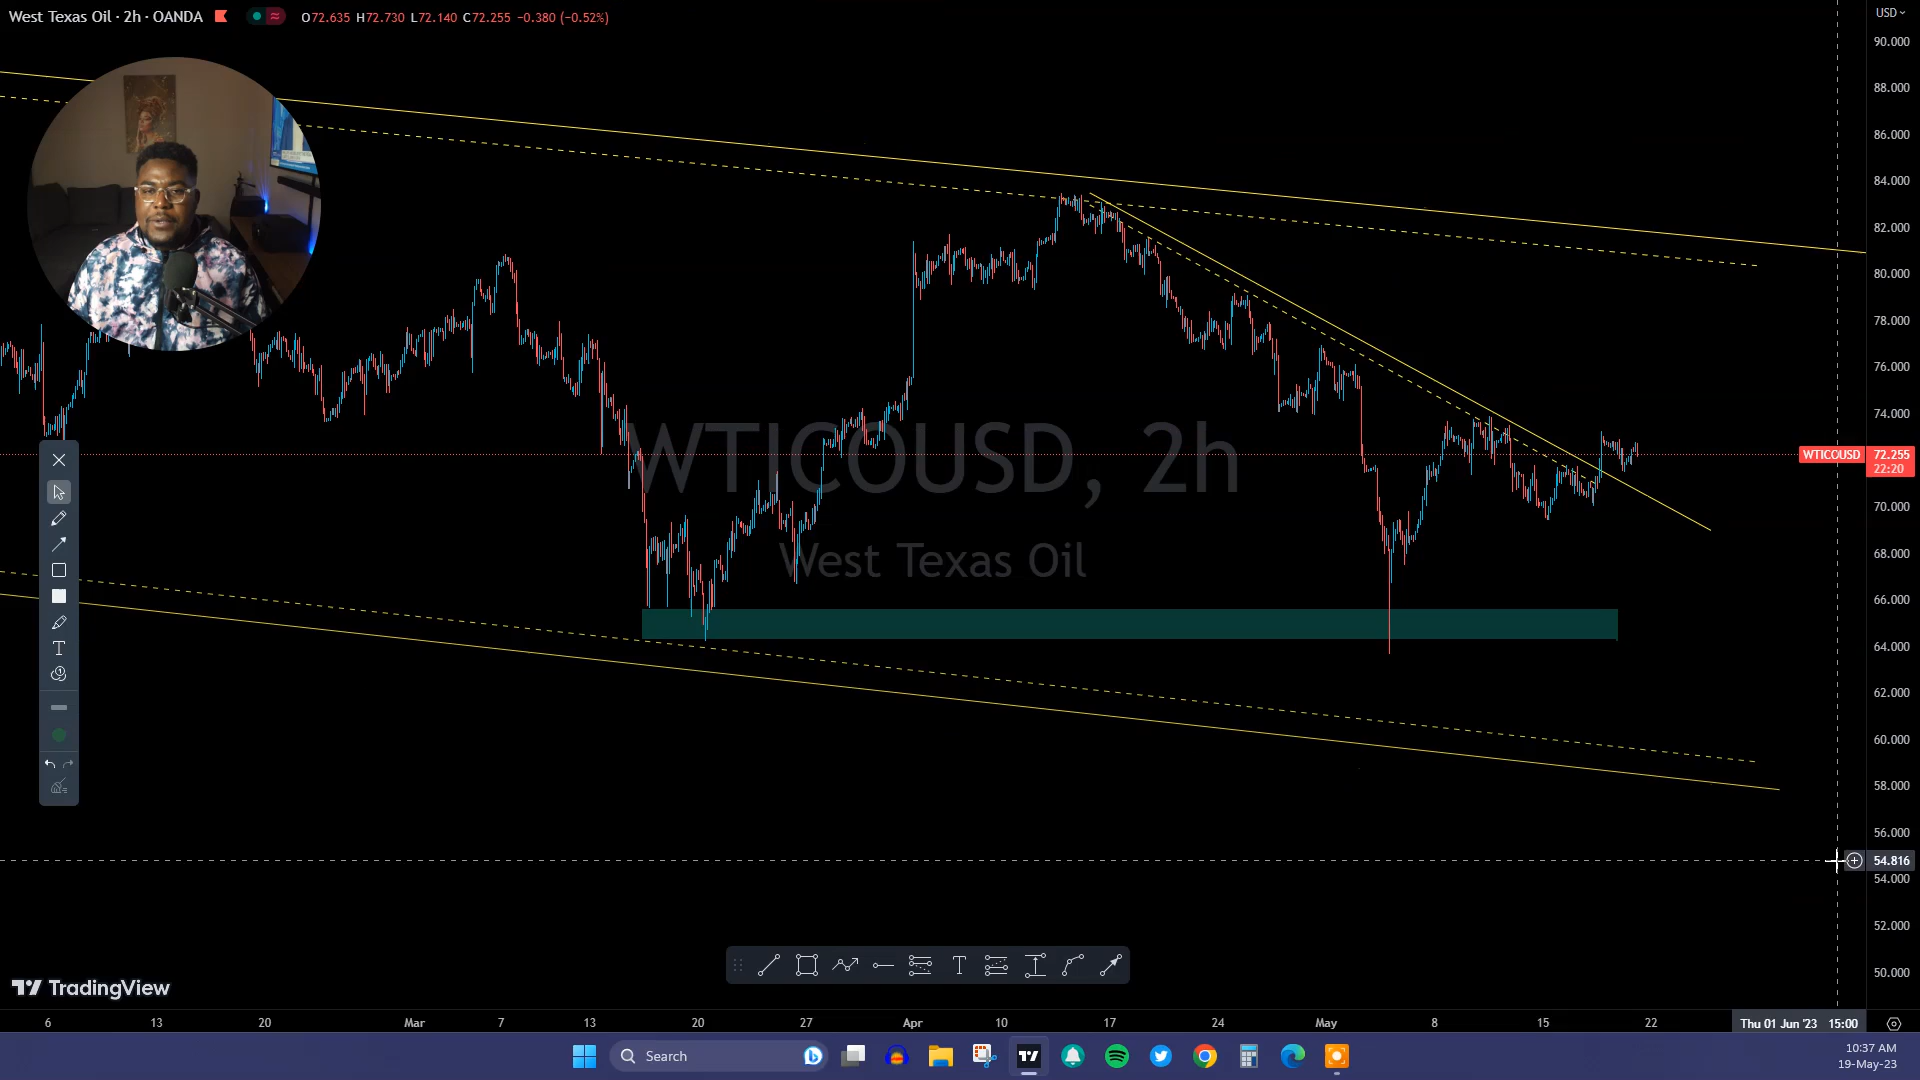 West Texas Oil · 2h · OANDA
O72.635 H72.730 L72.140 C72.255 −0.380 (−0.52%)
USD
90.000
88.000
86.000
84.000
82.000
80.000
78.000
76.000
74.000
WTICOUSD 72.255
22:20
70.000
68.000
66.000
64.000
62.000
60.000
58.000
56.000
54.816
54.000
52.000
50.000
WTICOUSD, 2h
West Texas Oil
TradingView
6 13 20 Mar 7 13 20 27 Apr 10 17 24 May 8 15 22 Thu 01 Jun '23 15:00
Search
10:37 AM
19-May-23